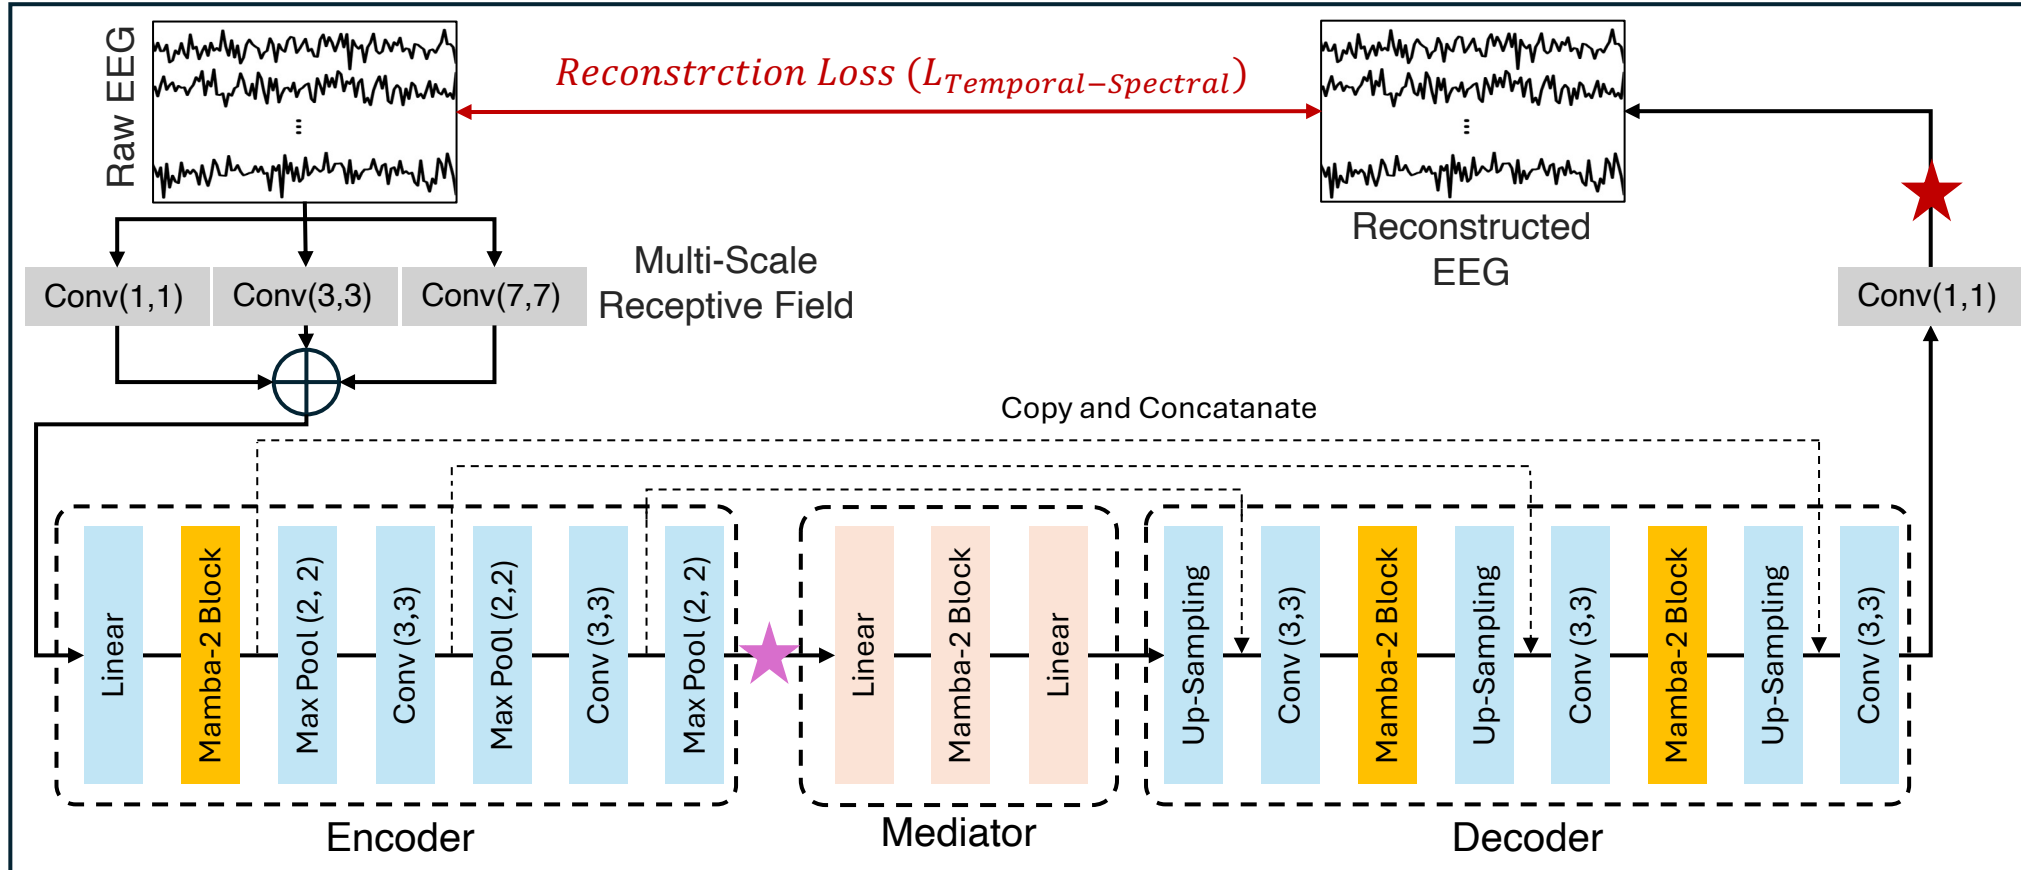 Raw EEG
...
Reconstrction Loss (L_Temporal−Spectral)
...
Reconstructed
EEG
Multi-Scale
Receptive Field
Conv(1,1)
Conv(3,3)
Conv(7,7)
Conv(1,1)
Copy and Concatanate
Linear
Mamba-2 Block
Max Pool (2, 2)
Conv (3,3)
Max Po0l (2,2)
Conv (3,3)
Max Pool (2, 2)
Linear
Mamba-2 Block
Linear
Up-Sampling
Conv (3,3)
Mamba-2 Block
Up-Sampling
Conv (3,3)
Mamba-2 Block
Up-Sampling
Conv (3,3)
Encoder
Mediator
Decoder